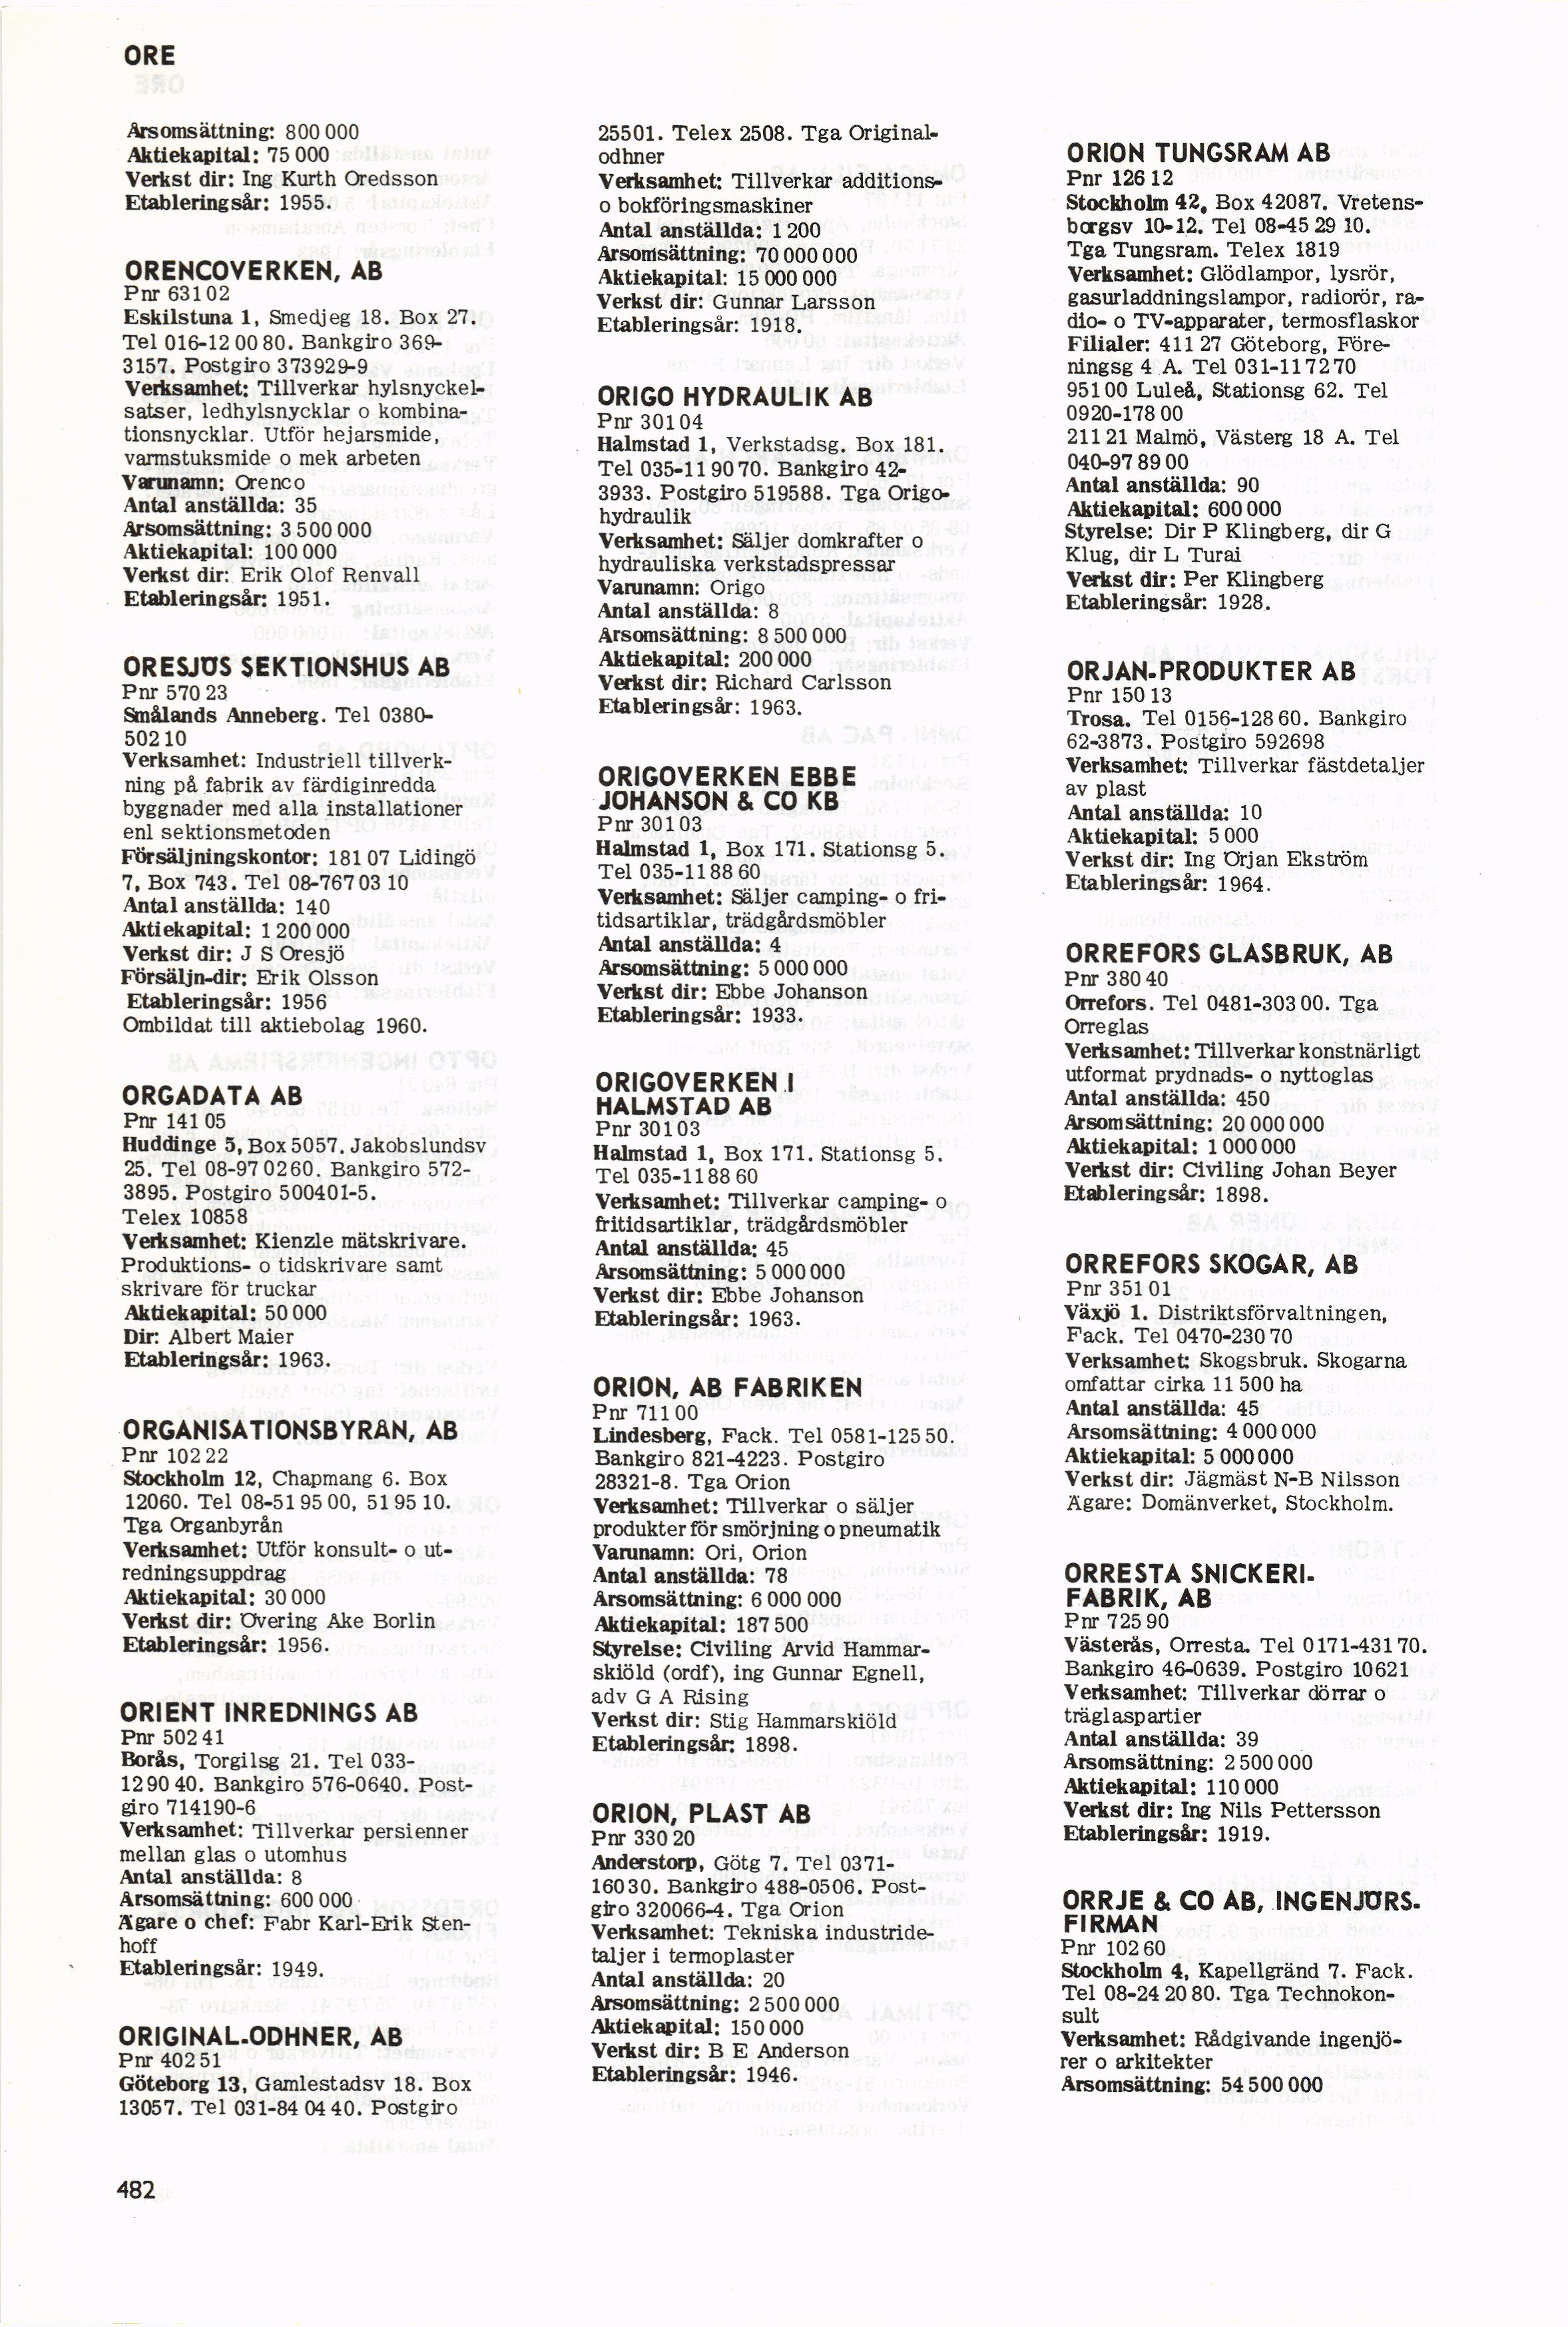 ORE
Årsomsättning: 800 000
Aktiekapital: 75 000
Verkst dir: Ing Kurth Oredsson
Etableringsår: 1955.
ORENCOVERKEN, AB
Pnr 631 02
Eskilstuna 1, Smedjeg 18. Box 27.
Tel 016-12 00 80. Bankgiro 369-
3157. Postgiro 373929-9
Verksamhet: Tillverkar hylsnyckel-
satser, ledhylsnycklar o kombina-
tionsnycklar. Utför hejarsmide,
varmstuksmide o mek arbeten
Varunamn: Orenco
Antal anställda: 35
Årsomsättning: 3 500 000
Aktiekapital: 100 000
Verkst dir: Erik Olof Renvall
Etableringsår: 1951.
ORESJÖS SEKTIONSHUS AB
Pnr 570 23
Smålands Anneberg. Tel 0380-
502 10
Verksamhet: Industriell tillverk-
ning på fabrik av färdiginredda
byggnader med alla installationer
enl sektionsmetoden
Försäljningskontor: 181 07 Lidingö
7, Box 743. Tel 08-767 03 10
Antal anställda: 140
Aktiekapital: 1 200 000
Verkst dir: J S Oresjö
Försäljn-dir: Erik Olsson
Etableringsår: 1956
Ombildat till aktiebolag 1960.
ORGADATA AB
Pnr 141 05
Huddinge 5, Box 5057. Jakobslundsv
25. Tel 08-97 02 60. Bankgiro 572-
3895. Postgiro 500401-5.
Telex 10858
Verksamhet: Kienzle mätskrivare.
Produktions- o tidskrivare samt
skrivare för truckar
Aktiekapital: 50 000
Dir: Albert Maier
Etableringsår: 1963.
ORGANISATIONSBYRÅN, AB
Pnr 102 22
Stockholm 12, Chapmang 6. Box
12060. Tel 08-51 95 00, 51 95 10.
Tga Organbyrån
Verksamhet: Utför konsult- o ut-
redningsuppdrag
Aktiekapital: 30 000
Verkst dir: Övering Åke Borlin
Etableringsår: 1956.
ORIENT INREDNINGS AB
Pnr 502 41
Borås, Torgilsg 21. Tel 033-
12 90 40. Bankgiro 576-0640. Post-
giro 714190-6
Verksamhet: Tillverkar persienner
mellan glas o utomhus
Antal anställda: 8
Årsomsättning: 600 000
Ägare o chef: Fabr Karl-Erik Sten-
hoff
Etableringsår: 1949.
ORIGINAL-ODHNER, AB
Pnr 402 51
Göteborg 13, Gamlestadsv 18. Box
13057. Tel 031-84 04 40. Postgiro
25501. Telex 2508. Tga Original-
odhner
Verksamhet: Tillverkar additions-
o bokföringsmaskiner
Antal anställda: 1 200
Årsomsättning: 70 000 000
Aktiekapital: 15 000 000
Verkst dir: Gunnar Larsson
Etableringsår: 1918.
ORIGO HYDRAULIK AB
Pnr 301 04
Halmstad 1, Verkstadsg. Box 181.
Tel 035-11 90 70. Bankgiro 42-
3933. Postgiro 519588. Tga Origo-
hydraulik
Verksamhet: Säljer domkrafter o
hydrauliska verkstadspressar
Varunamn: Origo
Antal anställda: 8
Årsomsättning: 8 500 000
Aktiekapital: 200 000
Verkst dir: Richard Carlsson
Etableringsår: 1963.
ORIGOVERKEN EBBE
JOHANSON & CO KB
Pnr 301 03
Halmstad 1, Box 171. Stationsg 5.
Tel 035-11 88 60
Verksamhet: Säljer camping- o fri-
tidsartiklar, trädgårdsmöbler
Antal anställda: 4
Årsomsättning: 5 000 000
Verkst dir: Ebbe Johanson
Etableringsår: 1933.
ORIGOVERKEN I
HALMSTAD AB
Pnr 301 03
Halmstad 1, Box 171. Stationsg 5.
Tel 035-11 88 60
Verksamhet: Tillverkar camping- o
fritidsartiklar, trädgårdsmöbler
Antal anställda: 45
Årsomsättning: 5 000 000
Verkst dir: Ebbe Johanson
Etableringsår: 1963.
ORION, AB FABRIKEN
Pnr 711 00
Lindesberg, Fack. Tel 0581-125 50.
Bankgiro 821-4223. Postgiro
28321-8. Tga Orion
Verksamhet: Tillverkar o säljer
produkter för smörjning o pneumatik
Varunamn: Ori, Orion
Antal anställda: 78
Årsomsättning: 6 000 000
Aktiekapital: 187 500
Styrelse: Civiling Arvid Hammar-
skiöld (ordf), ing Gunnar Egnell,
adv G A Rising
Verkst dir: Stig Hammarskiöld
Etableringsår: 1898.
ORION, PLAST AB
Pnr 330 20
Anderstorp, Götg 7. Tel 0371-
160 30. Bankgiro 488-0506. Post-
giro 320066-4. Tga Orion
Verksamhet: Tekniska industride-
taljer i termoplaster
Antal anställda: 20
Årsomsättning: 2 500 000
Aktiekapital: 150 000
Verkst dir: B E Anderson
Etableringsår: 1946.
ORION TUNGSRAM AB
Pnr 126 12
Stockholm 42, Box 42087. Vretens-
borgsv 10-12. Tel 08-45 29 10.
Tga Tungsram. Telex 1819
Verksamhet: Glödlampor, lysrör,
gasurladdningslampor, radiorör, ra-
dio- o TV-apparater, termosflaskor
Filialer: 411 27 Göteborg, Före-
ningsg 4 A. Tel 031-11 72 70
951 00 Luleå, Stationsg 62. Tel
0920-178 00
211 21 Malmö, Västerg 18 A. Tel
040-97 89 00
Antal anställda: 90
Aktiekapital: 600 000
Styrelse: Dir P Klingberg, dir G
Klug, dir L Turai
Verkst dir: Per Klingberg
Etableringsår: 1928.
ORJAN-PRODUKTER AB
Pnr 150 13
Trosa. Tel 0156-128 60. Bankgiro
62-3873. Postgiro 592698
Verksamhet: Tillverkar fästdetaljer
av plast
Antal anställda: 10
Aktiekapital: 5 000
Verkst dir: Ing Örjan Ekström
Etableringsår: 1964.
ORREFORS GLASBRUK, AB
Pnr 380 40
Orrefors. Tel 0481-303 00. Tga
Orreglas
Verksamhet: Tillverkar konstnärligt
utformat prydnads- o nyttoglas
Antal anställda: 450
Årsomsättning: 20 000 000
Aktiekapital: 1 000 000
Verkst dir: Civiling Johan Beyer
Etableringsår: 1898.
ORREFORS SKOGAR, AB
Pnr 351 01
Växjö 1. Distriktsförvaltningen,
Fack. Tel 0470-230 70
Verksamhet: Skogsbruk. Skogarna
omfattar cirka 11 500 ha
Antal anställda: 45
Årsomsättning: 4 000 000
Aktiekapital: 5 000 000
Verkst dir: Jägmäst N-B Nilsson
Ägare: Domänverket, Stockholm.
ORRESTA SNICKERI-
FABRIK, AB
Pnr 725 90
Västerås, Orresta. Tel 0171-431 70.
Bankgiro 46-0639. Postgiro 10621
Verksamhet: Tillverkar dörrar o
träglaspartier
Antal anställda: 39
Årsomsättning: 2 500 000
Aktiekapital: 110 000
Verkst dir: Ing Nils Pettersson
Etableringsår: 1919.
ORRJE & CO AB, INGENJÖRS-
FIRMAN
Pnr 102 60
Stockholm 4, Kapellgränd 7. Fack.
Tel 08-24 20 80. Tga Technokon-
sult
Verksamhet: Rådgivande ingenjö-
rer o arkitekter
Årsomsättning: 54 500 000
482